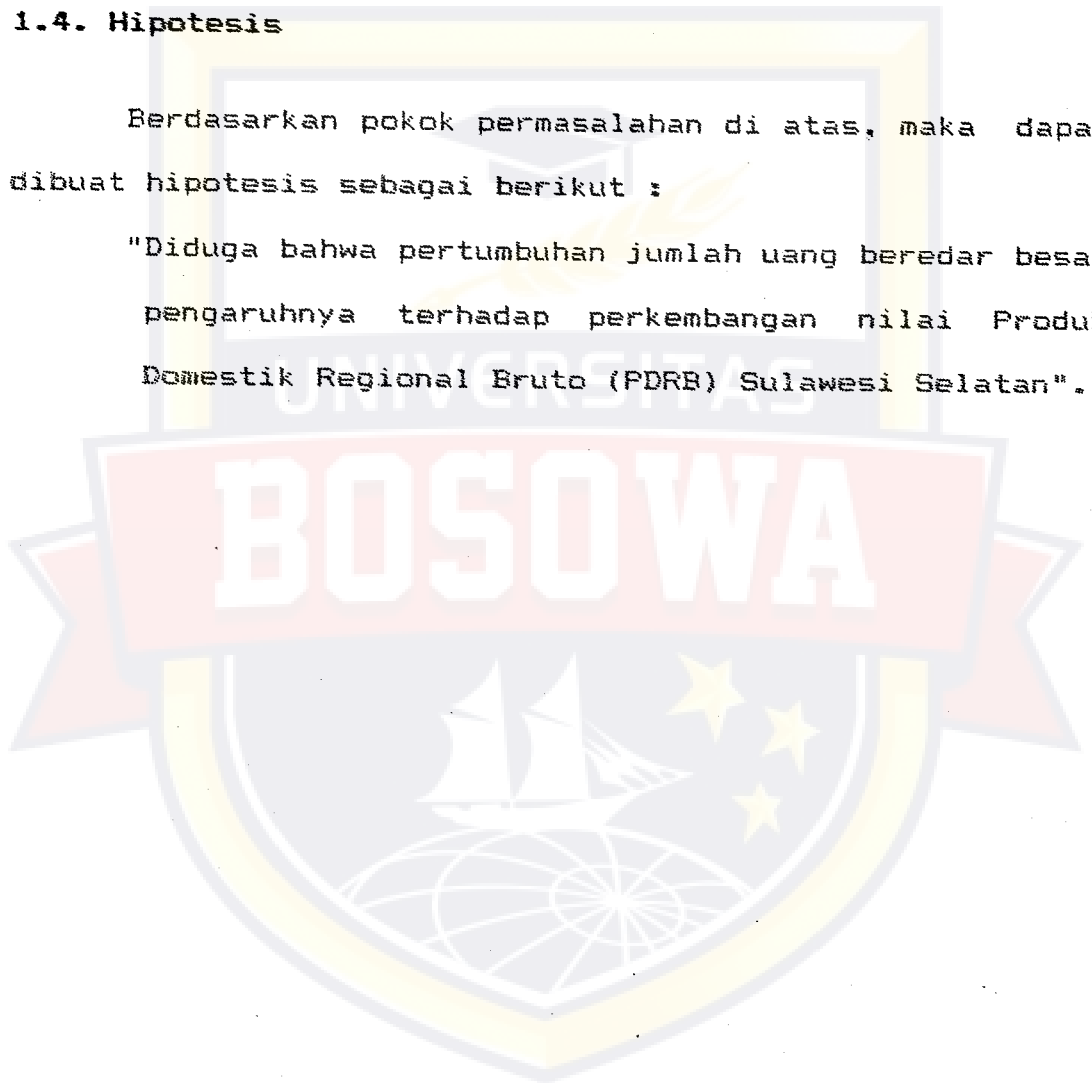 1.4. Hipotesis
Berdasarkan pokok permasalahan di atas, maka dapa
dibuat hipotesis sebagai berikut :
"Diduga bahwa pertumbuhan jumlah uang beredar besa
pengaruhnya terhadap perkembangan nilai Produ
Domestik Regional Bruto (PDRB) Sulawesi Selatan".
UNIVERSITAS
BOSOWA